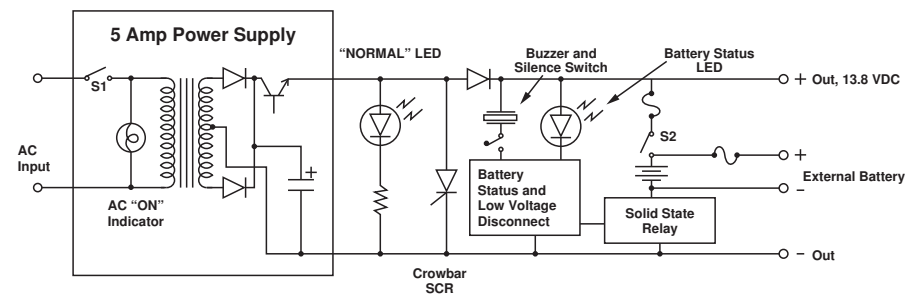 5 Amp Power Supply
S1
AC
Input
AC “ON”
Indicator
+
“NORMAL” LED
Crowbar
SCR
Buzzer and
Silence Switch
Battery Status
LED
Battery
Status and
Low Voltage
Disconnect
S2
Solid State
Relay
+ Out, 13.8 VDC
+
External Battery
–
– Out